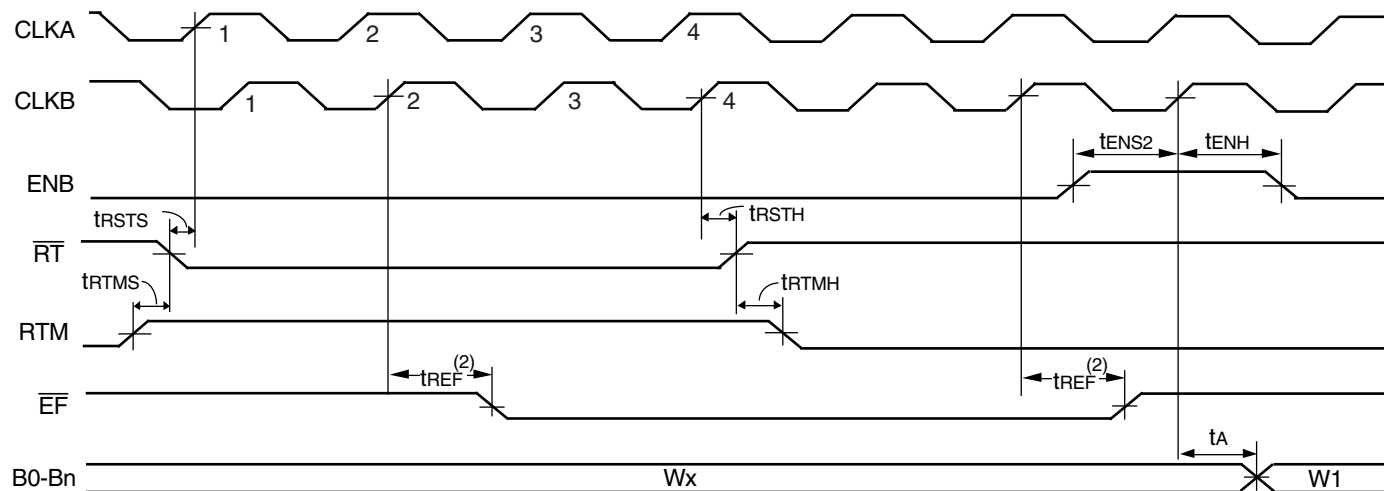 CLKA 1 2 3 4
CLKB 1 2 3 4
tENS2 tENH
ENB
tRSTS tRSTH
RT
tRTMS tRTMH
RTM
tREF(2) tREF(2)
EF
tA
B0-Bn Wx W1